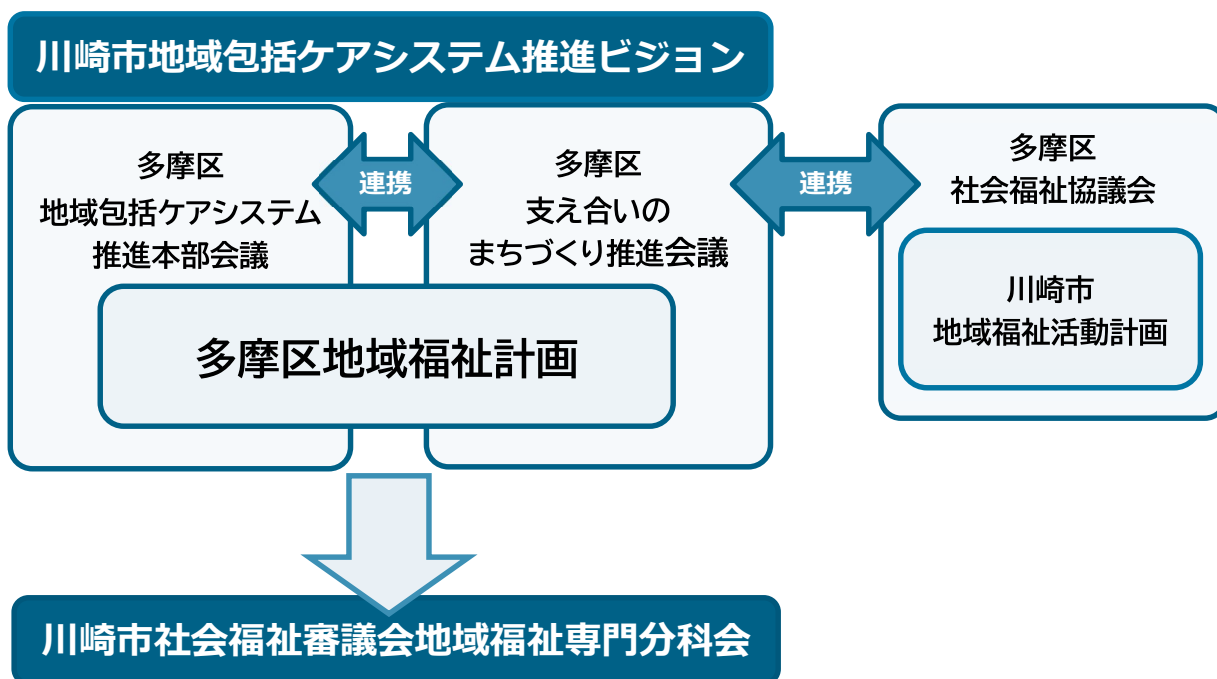 川崎市地域包括ケアシステム推進ビジョン
多摩区
地域包括ケアシステム
推進本部会議
連携
多摩区
支え合いの
まちづくり推進会議
連携
多摩区
社会福祉協議会
川崎市
地域福祉活動計画
多摩区地域福祉計画
川崎市社会福祉審議会地域福祉専門分科会